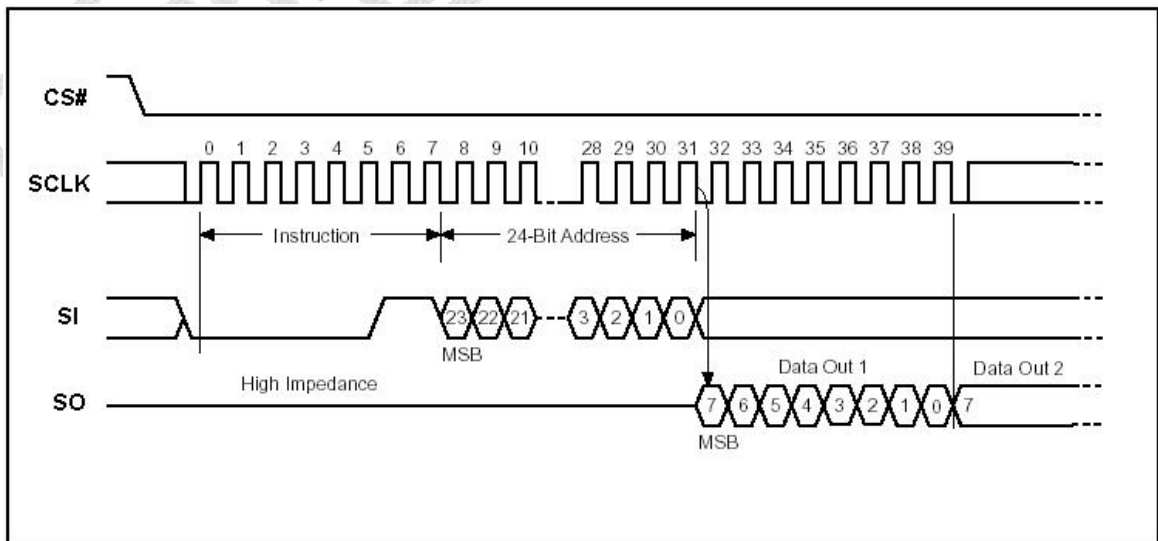 CS#
0 1 2 3 4 5 6 7 8 9 10 28 29 30 31 32 33 34 35 36 37 38 39
SCLK
Instruction 24-Bit Address
SI
23 22 21 3 2 1 0
MSB
Data Out 1 Data Out 2
High Impedance
SO
7 6 5 4 3 2 1 0 7
MSB